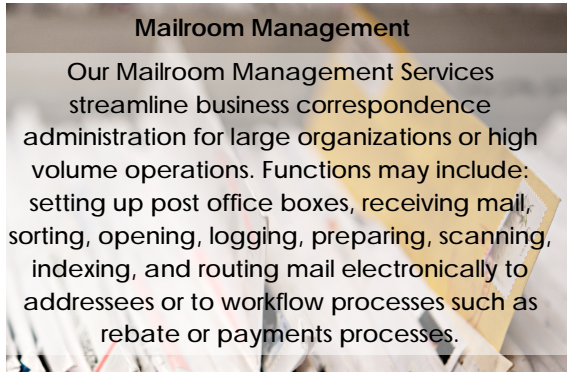 Mailroom Management
Our Mailroom Management Services
streamline business correspondence
administration for large organizations or high
volume operations. Functions may include:
setting up post office boxes, receiving mail,
sorting, opening, logging, preparing, scanning,
indexing, and routing mail electronically to
addressees or to workflow processes such as
rebate or payments processes.